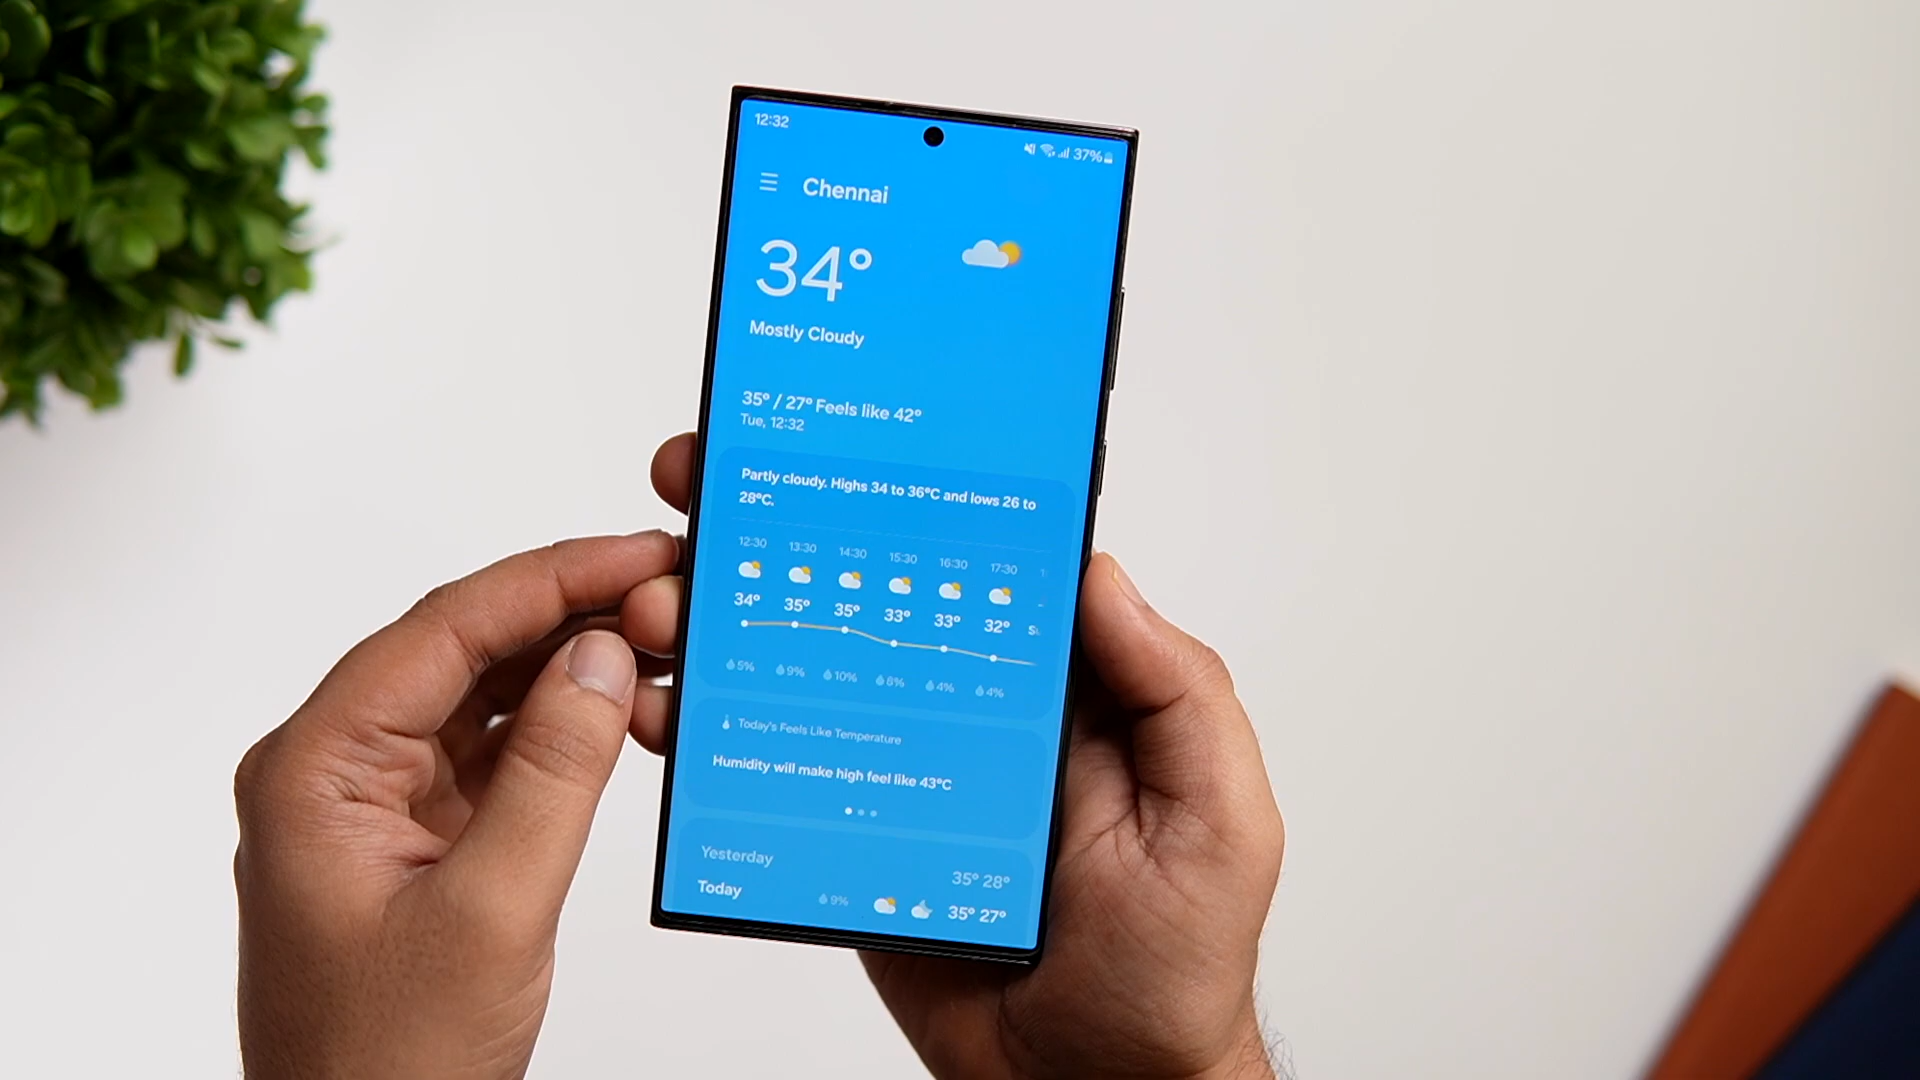 12:32
37%
Chennai
34°
Mostly Cloudy
35° / 27° Feels like 42°
Tue, 12:32
Partly cloudy. Highs 34 to 36°C and lows 26 to
28°C.
12:30 13:30 14:30 15:30 16:30 17:30
34° 35° 35° 33° 33° 32°
5% 9% 10% 8% 4% 4%
Today's Feels Like Temperature
Humidity will make high feel like 43°C
Yesterday 35° 28°
Today 9% 35° 27°